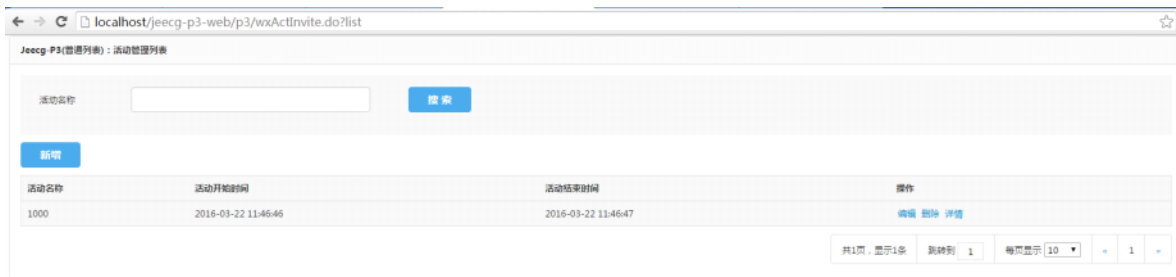 localhost/jeecg-p3-web/p3/wxActInvite.do?list
Jeecg-P3(普通列表)：活动管理列表
活动名称
搜 索
新增
活动名称 活动开始时间 活动结束时间 操作
1000 2016-03-22 11:46:46 2016-03-22 11:46:47 编辑 删除 详情
共1页，显示1条 跳转到 1 每页显示 10 « 1 »